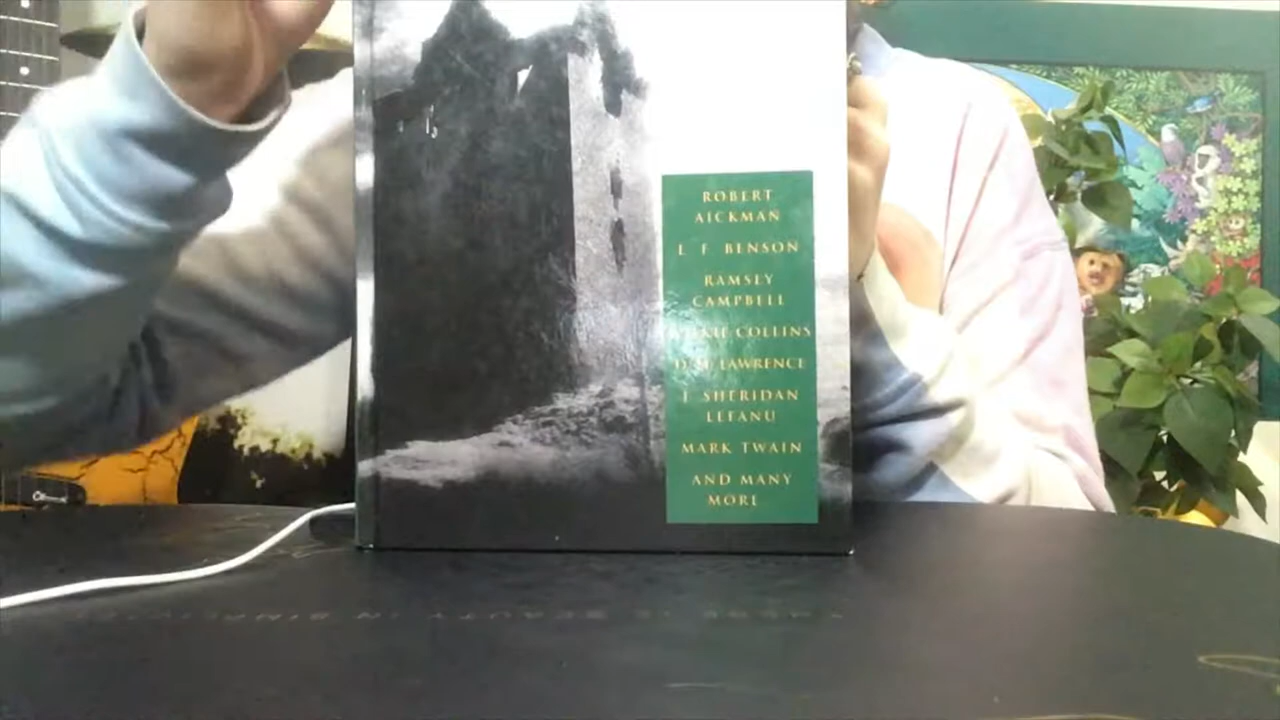 ROBERT
AICKMAN
E F BENSON
RAMSEY
CAMPBELL
COLLINS
LAWRENCE
J SHERIDAN
LEFANU
MARK TWAIN
AND MANY
MORE